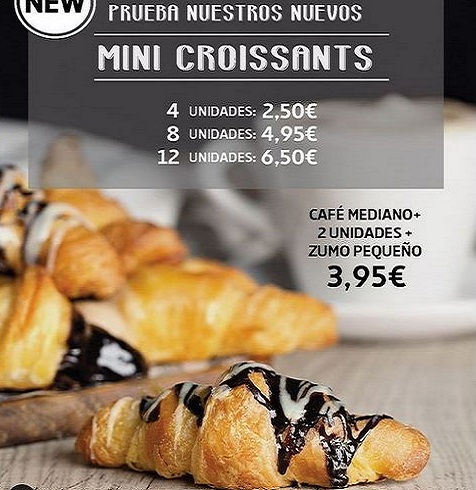 NEW
PRUEBA NUESTROS NUEVOS
MINI CROISSANTS
4 UNIDADES: 2,50€
8 UNIDADES: 4,95€
12 UNIDADES: 6,50€
CAFÉ MEDIANO+
2 UNIDADES +
ZUMO PEQUEÑO
3,95€